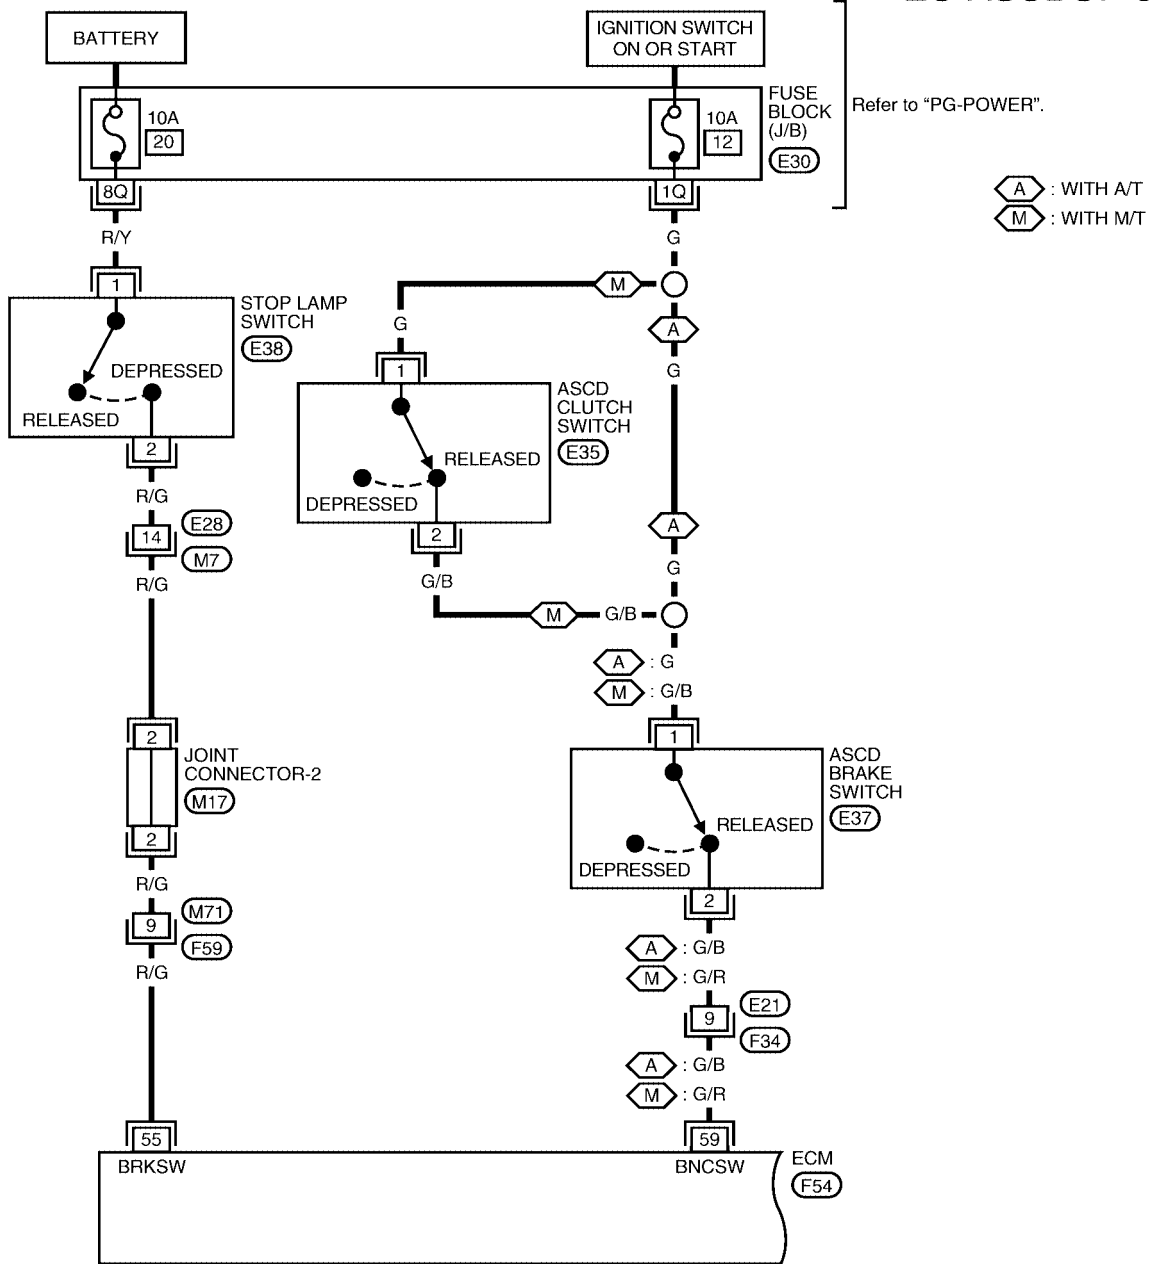 BATTERY
IGNITION SWITCH
ON OR START
10A
20
10A
12
FUSE
BLOCK
(J/B)
E30
Refer to “PG-POWER”.
8Q
1Q
A : WITH A/T
M : WITH M/T
R/Y
G
1
M
STOP LAMP
SWITCH
E38
DEPRESSED
RELEASED
2
G
A
G
1
ASCD
CLUTCH
SWITCH
E35
RELEASED
DEPRESSED
2
R/G
14
E28
M7
R/G
A
G
G/B
M
G/B
A : G
M : G/B
2
JOINT
CONNECTOR-2
M17
2
1
ASCD
BRAKE
SWITCH
E37
RELEASED
DEPRESSED
2
R/G
9
M71
F59
R/G
A : G/B
M : G/R
9
E21
F34
A : G/B
M : G/R
55
59
BRKSW
BNCSW
ECM
F54